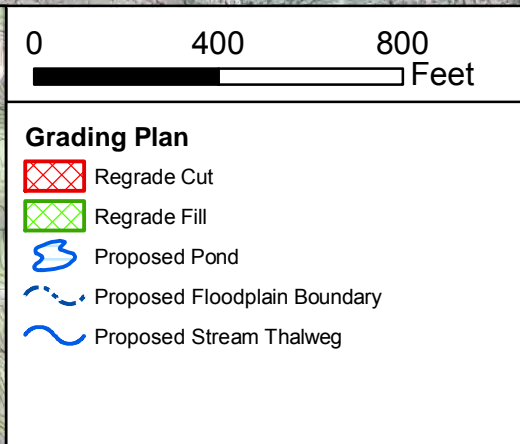 0 400 800
Feet
Grading Plan
Regrade Cut
Regrade Fill
Proposed Pond
Proposed Floodplain Boundary
Proposed Stream Thalweg